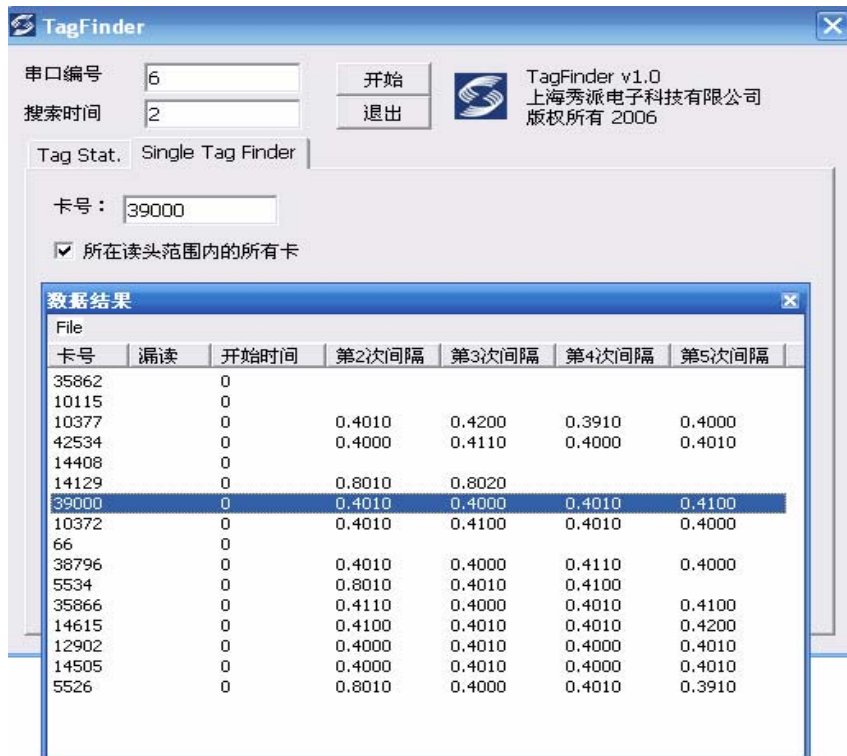 TagFinder
串口编号 6 开始 TagFinder v1.0
上海秀派电子科技有限公司
搜索时间 2 退出 版权所有 2006
Tag Stat. Single Tag Finder
卡号： 39000
所在读头范围内的所有卡
数据结果
File
卡号 漏读 开始时间 第2次间隔 第3次间隔 第4次间隔 第5次间隔
35862 0
10115 0
10377 0 0.4010 0.4200 0.3910 0.4000
42534 0 0.4000 0.4110 0.4000 0.4010
14408 0
14129 0 0.8010 0.8020
39000 0 0.4010 0.4000 0.4010 0.4100
10372 0 0.4010 0.4100 0.4010 0.4000
66 0
38796 0 0.4010 0.4000 0.4110 0.4000
5534 0 0.8010 0.4010 0.4100
35866 0 0.4110 0.4000 0.4010 0.4100
14615 0 0.4100 0.4010 0.4010 0.4200
12902 0 0.4000 0.4010 0.4000 0.4010
14505 0 0.4000 0.4010 0.4000 0.4010
5526 0 0.8010 0.4000 0.4010 0.3910